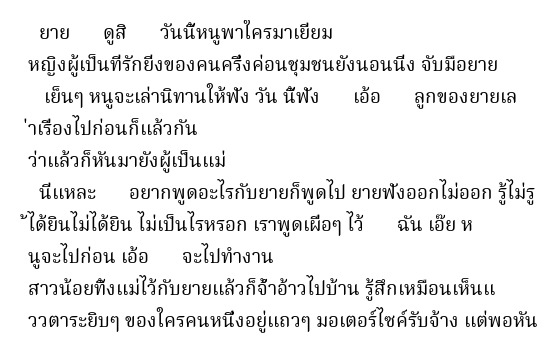 ยาย ดูสิ วันนี้หนูพาใครมาเยี่ยม
หญิงผู้เป็นที่รักยิ่งของคนครึ่งค่อนชุมชนยังนอนนิ่ง จับมือยาย
เย็นๆ หนูจะเล่านิทานให้ฟัง วัน นี้ฟัง เอ้อ ลูกของยายเล
่าเรื่องไปก่อนก็แล้วกัน
ว่าแล้วก็หันมายังผู้เป็นแม่
นี่แหละ อยากพูดอะไรกับยายก็พูดไป ยายฟังออกไม่ออก รู้ไม่รู
้ได้ยินไม่ได้ยิน ไม่เป็นไรหรอก เราพูดเผื่อๆ ไว้ ฉัน เอ๊ย ห
นูจะไปก่อน เอ้อ จะไปทำงาน
สาวน้อยทิ้งแม่ไว้กับยายแล้วก็จ้ำอ้าวไปบ้าน รู้สึกเหมือนเห็นแ
ววตาระยิบๆ ของใครคนหนึ่งอยู่แถวๆ มอเตอร์ไซค์รับจ้าง แต่พอหัน